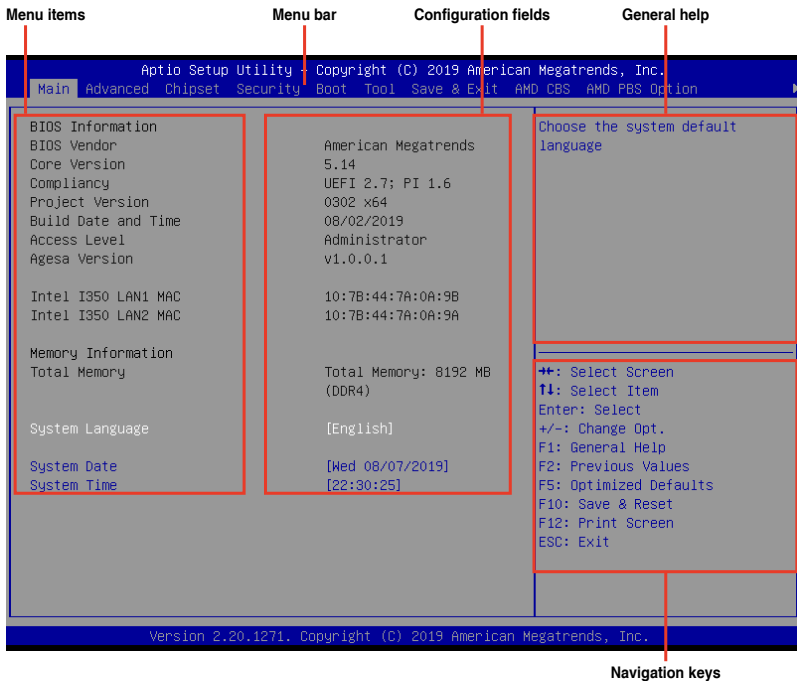 Menu items Menu bar Configuration fields General help
Aptio Setup Utility - Copyright (C) 2019 American Megatrends, Inc.
Main Advanced Chipset Security Boot Tool Save & Exit AMD CBS AMD PBS Option
BIOS Information
BIOS Vendor American Megatrends
Core Version 5.14
Compliancy UEFI 2.7; PI 1.6
Project Version 0302 x64
Build Date and Time 08/02/2019
Access Level Administrator
Agesa Version v1.0.0.1
Intel I350 LAN1 MAC 10:7B:44:7A:0A:9B
Intel I350 LAN2 MAC 10:7B:44:7A:0A:9A
Memory Information
Total Memory Total Memory: 8192 MB
(DDR4)
System Language [English]
System Date [Wed 08/07/2019]
System Time [22:30:25]
Choose the system default
language
→←: Select Screen
↑↓: Select Item
Enter: Select
+/-: Change Opt.
F1: General Help
F2: Previous Values
F5: Optimized Defaults
F10: Save & Reset
F12: Print Screen
ESC: Exit
Version 2.20.1271. Copyright (C) 2019 American Megatrends, Inc.
Navigation keys